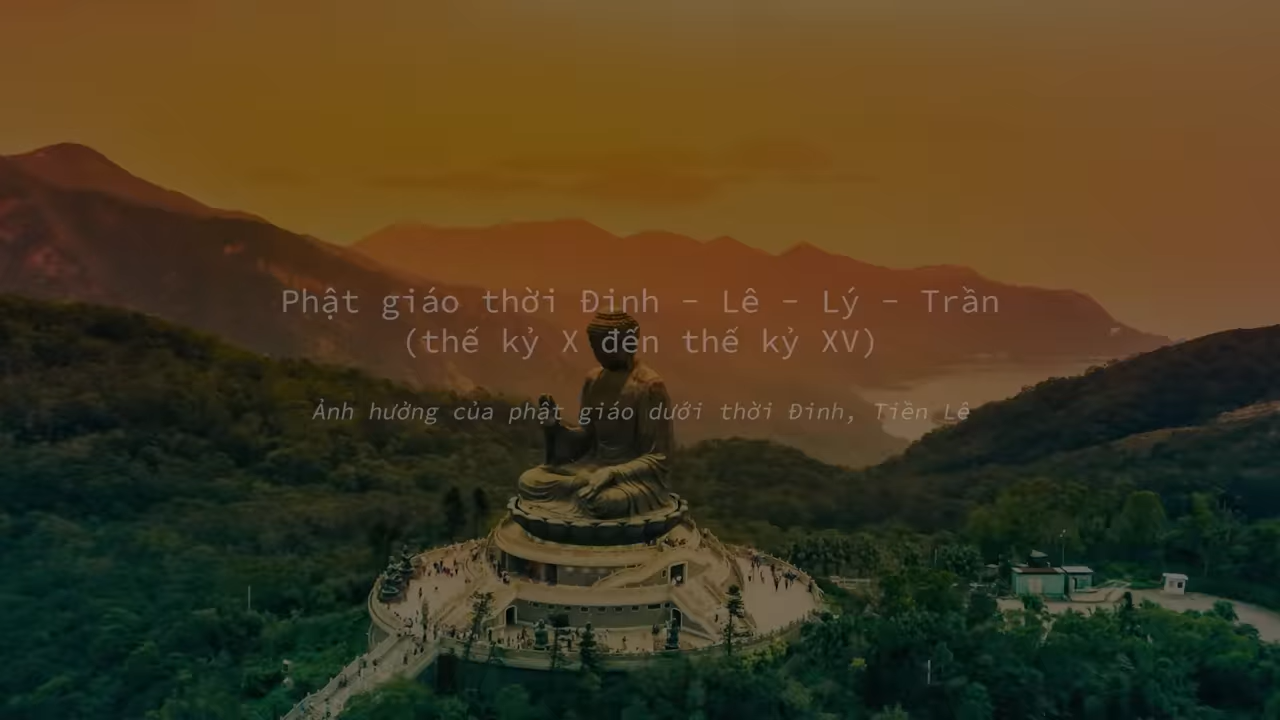 Phật giáo thời Đinh – Lê – Lý – Trần
(thế kỷ X đến thế kỷ XV)
Ảnh hưởng của phật giáo dưới thời Đinh, Tiền Lê